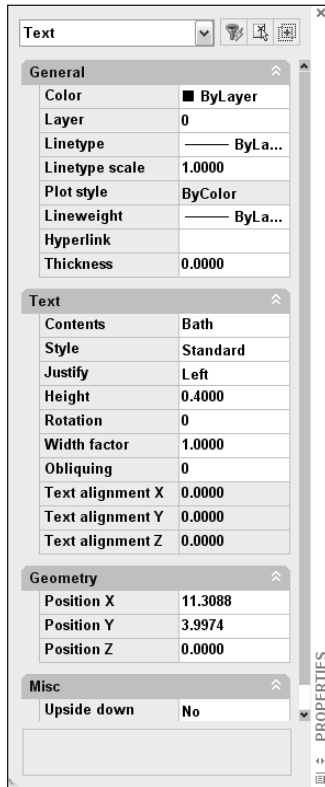 Text
General
Color ByLayer
Layer 0
Linetype ByLa...
Linetype scale 1.0000
Plot style ByColor
Lineweight ByLa...
Hyperlink
Thickness 0.0000
Text
Contents Bath
Style Standard
Justify Left
Height 0.4000
Rotation 0
Width factor 1.0000
Obliquing 0
Text alignment X 0.0000
Text alignment Y 0.0000
Text alignment Z 0.0000
Geometry
Position X 11.3088
Position Y 3.9974
Position Z 0.0000
Misc
Upside down No
PROPERTIES